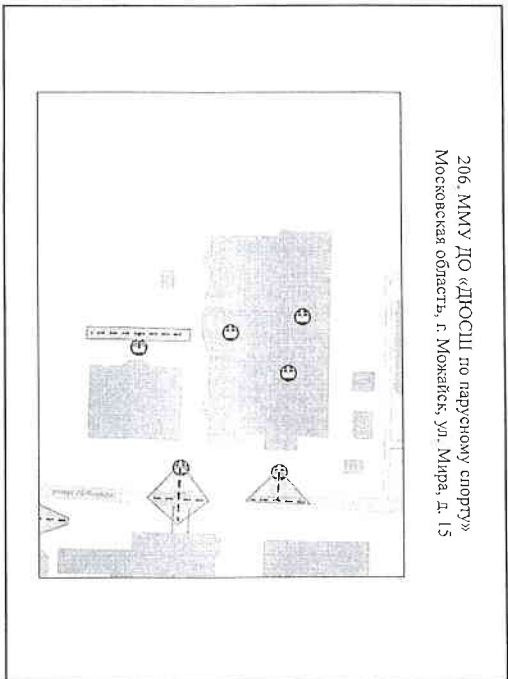 206. ММУ ДО «ДЮСШ по парусному спорту»
Московская область, г. Можайск, ул. Мира, д. 15